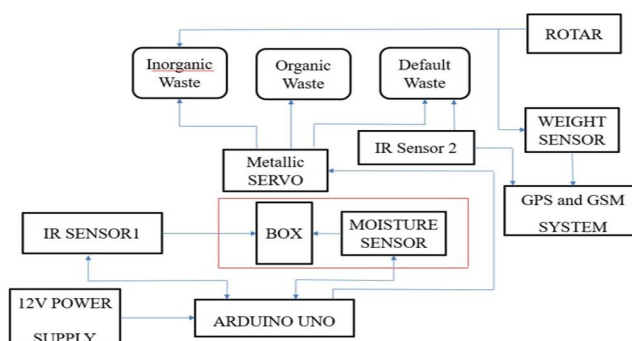 ROTAR
Inorganic
Waste
Organic
Waste
Default
Waste
WEIGHT
SENSOR
IR Sensor 2
Metallic
SERVO
GPS and GSM
SYSTEM
IR SENSOR1
BOX
MOISTURE
SENSOR
12V POWER
SUPPLY
ARDUINO UNO